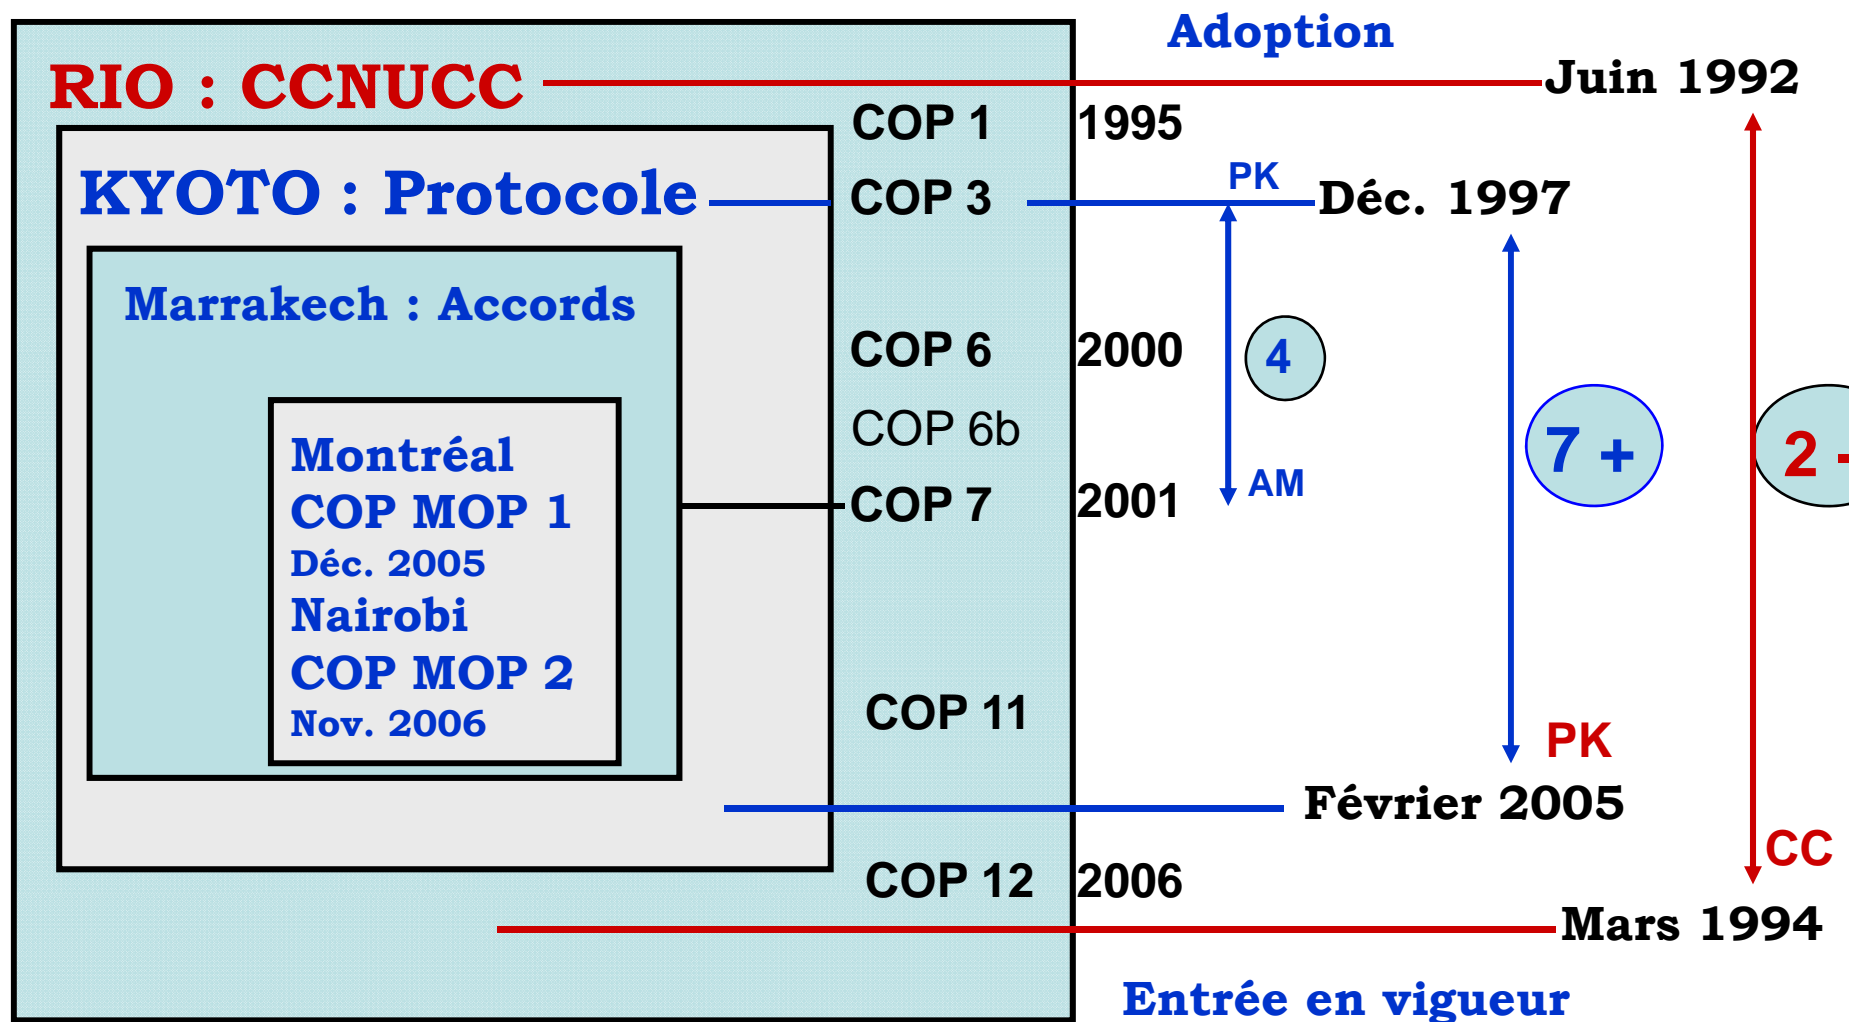 Adoption
RIO : CCNUCC
Juin 1992
COP 1 1995
KYOTO : Protocole
COP 3
PK
Déc. 1997
Marrakech : Accords
COP 6 2000
4
COP 6b
7 +
2 -
Montréal
COP MOP 1
Déc. 2005
Nairobi
COP MOP 2
Nov. 2006
COP 7 2001
AM
COP 11
PK
Février 2005
CC
COP 12 2006
Mars 1994
Entrée en vigueur